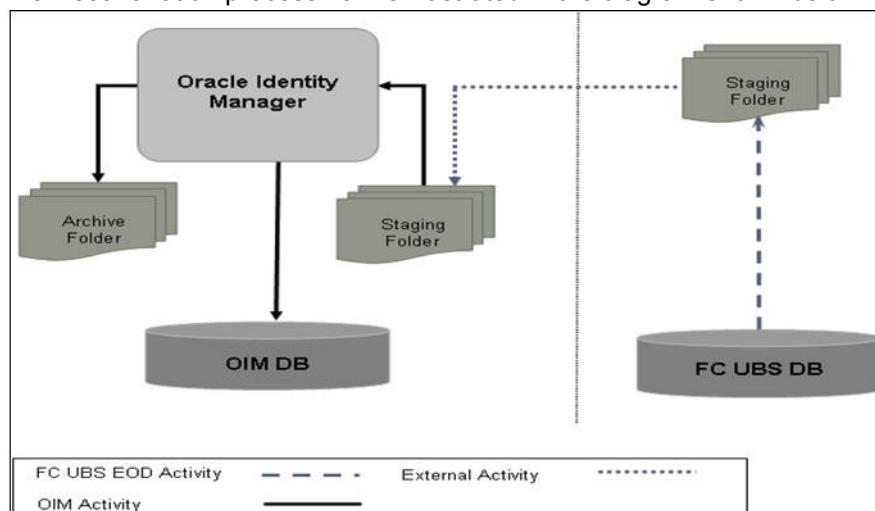 Oracle Identity
Manager
Staging
Folder
Archive
Folder
Staging
Folder
OIM DB
FC UBS DB
FC UBS EOD Activity
External Activity
OIM Activity